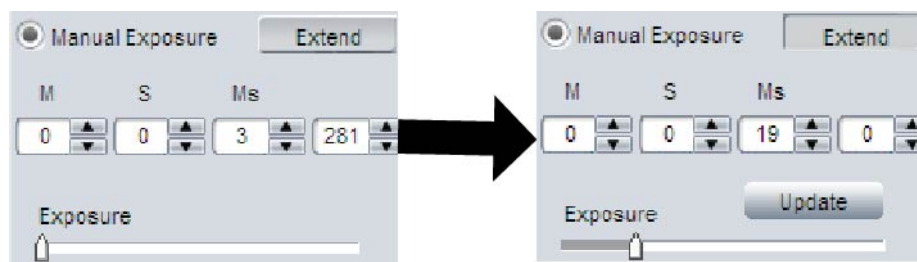 Manual Exposure Extend
M S Ms
0 0 3 281
Exposure
Manual Exposure Extend
M S Ms
0 0 19 0
Update
Exposure